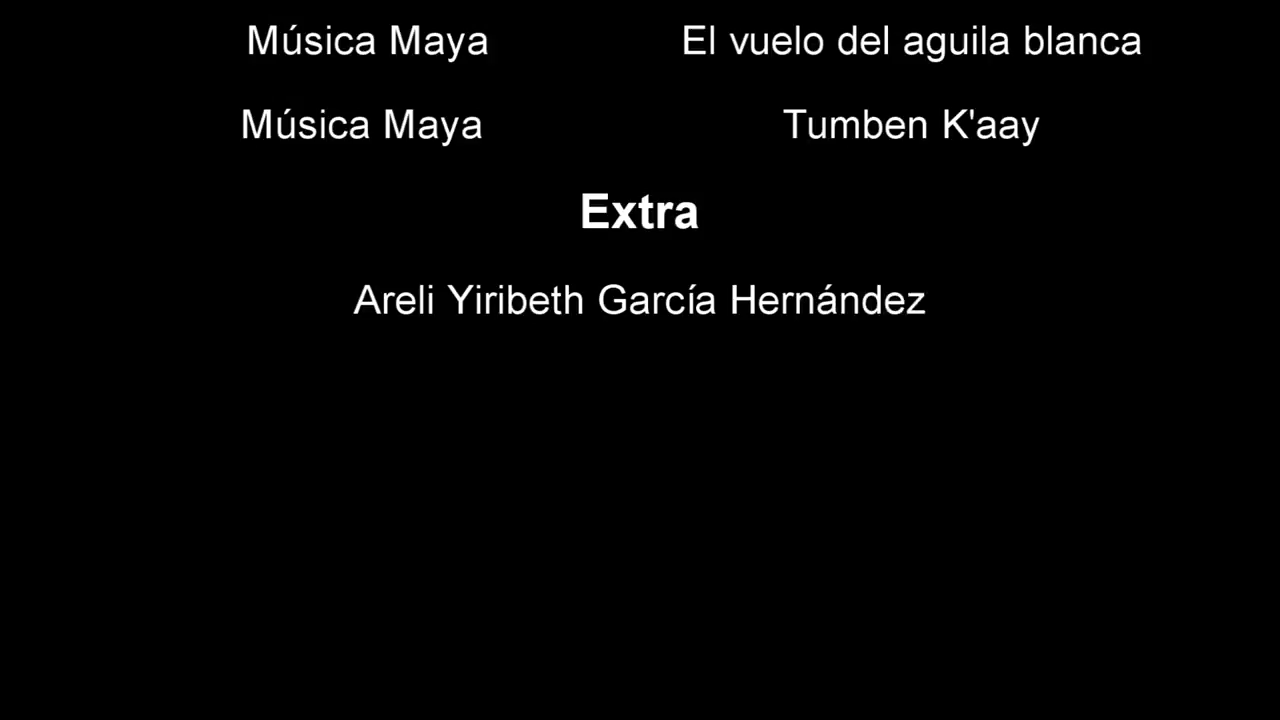 Música Maya El vuelo del aguila blanca
Música Maya Tumben K'aay
Extra
Areli Yiribeth García Hernández